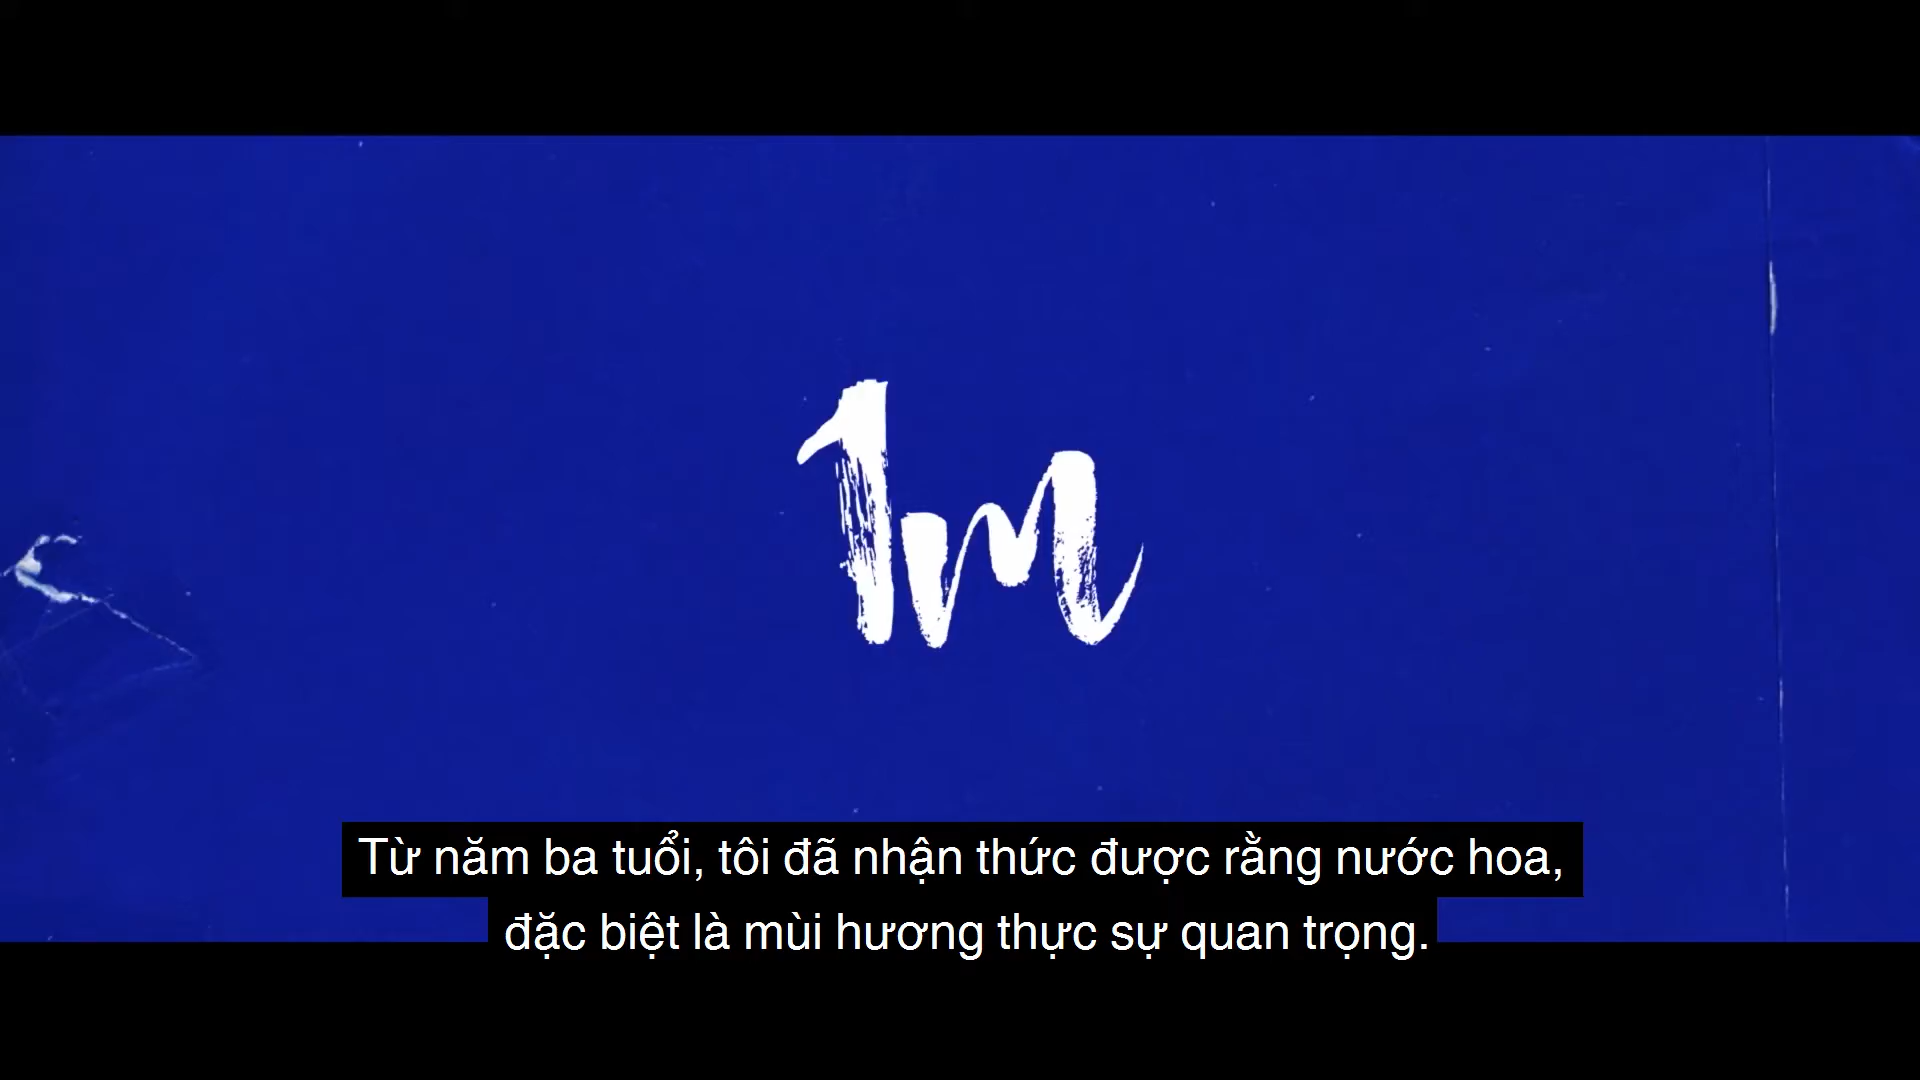 1m
Từ năm ba tuổi, tôi đã nhận thức được rằng nước hoa,
đặc biệt là mùi hương thực sự quan trọng.